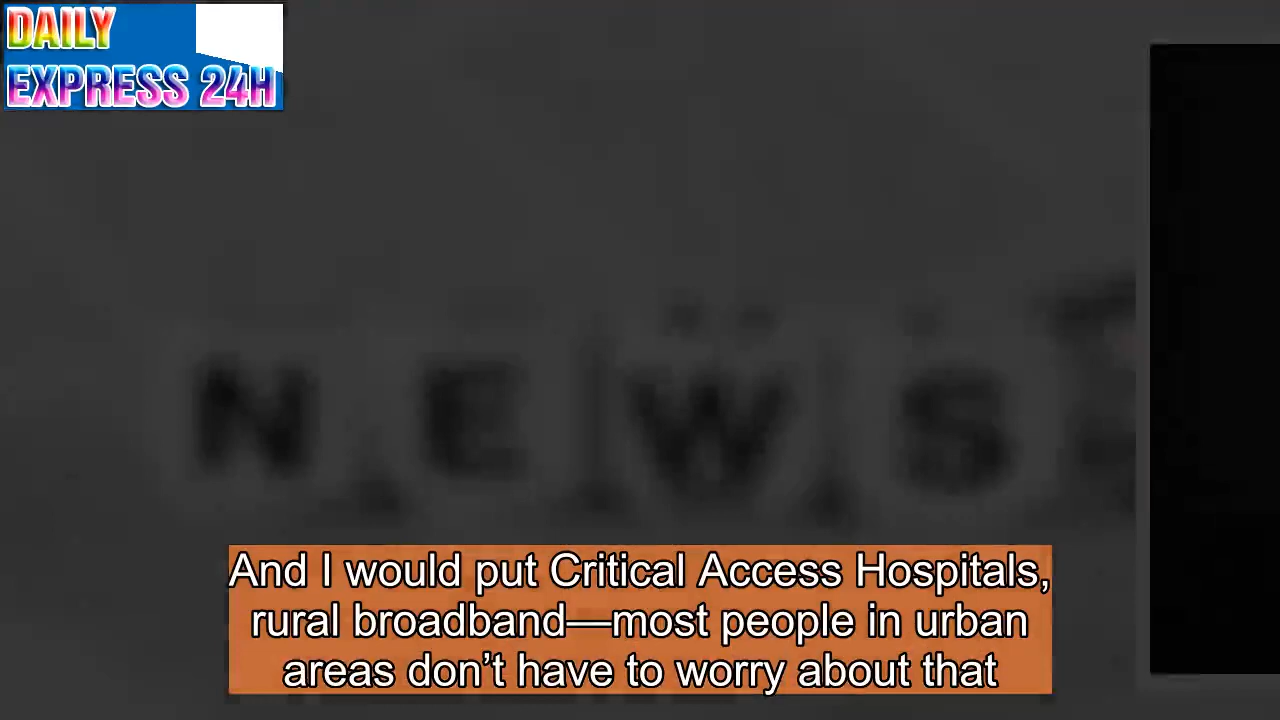 DAILY
EXPRESS 24H
NEWS
And I would put Critical Access Hospitals,
rural broadband—most people in urban
areas don’t have to worry about that